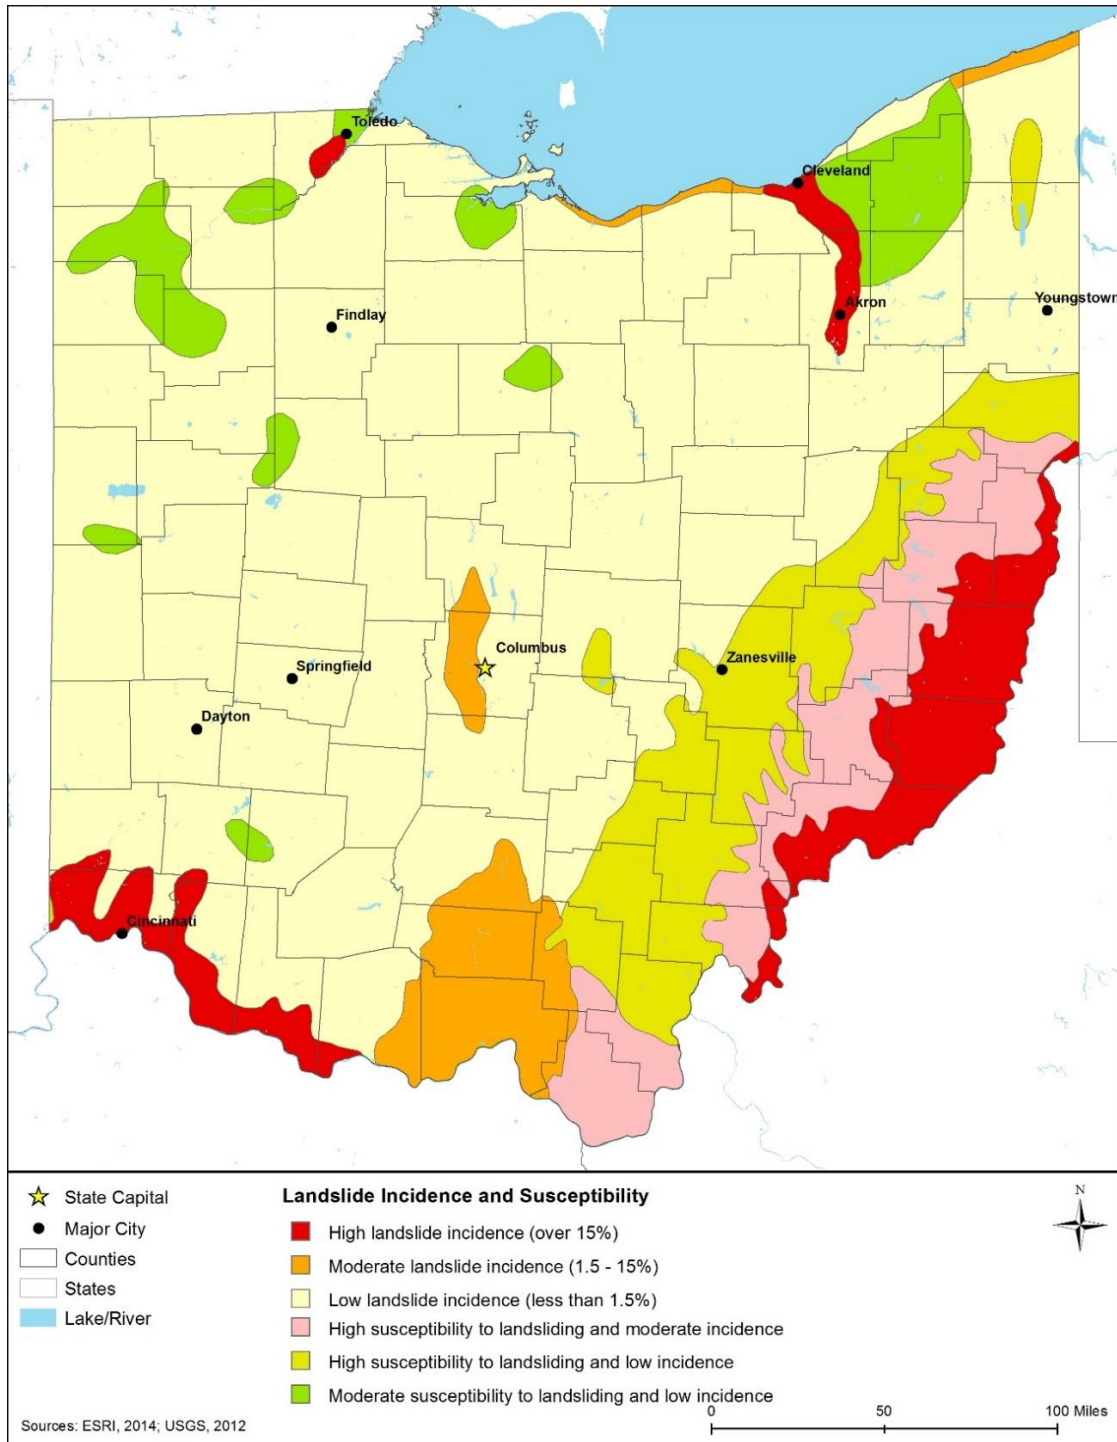 Toledo
Cleveland
Akron
Youngstown
Findlay
Columbus
Zanesville
Springfield
Dayton
Cincinnati
State Capital
Major City
Counties
States
Lake/River
Landslide Incidence and Susceptibility
High landslide incidence (over 15%)
Moderate landslide incidence (1.5 - 15%)
Low landslide incidence (less than 1.5%)
High susceptibility to landsliding and moderate incidence
High susceptibility to landsliding and low incidence
Moderate susceptibility to landsliding and low incidence
N
0 50 100 Miles
Sources: ESRI, 2014; USGS, 2012